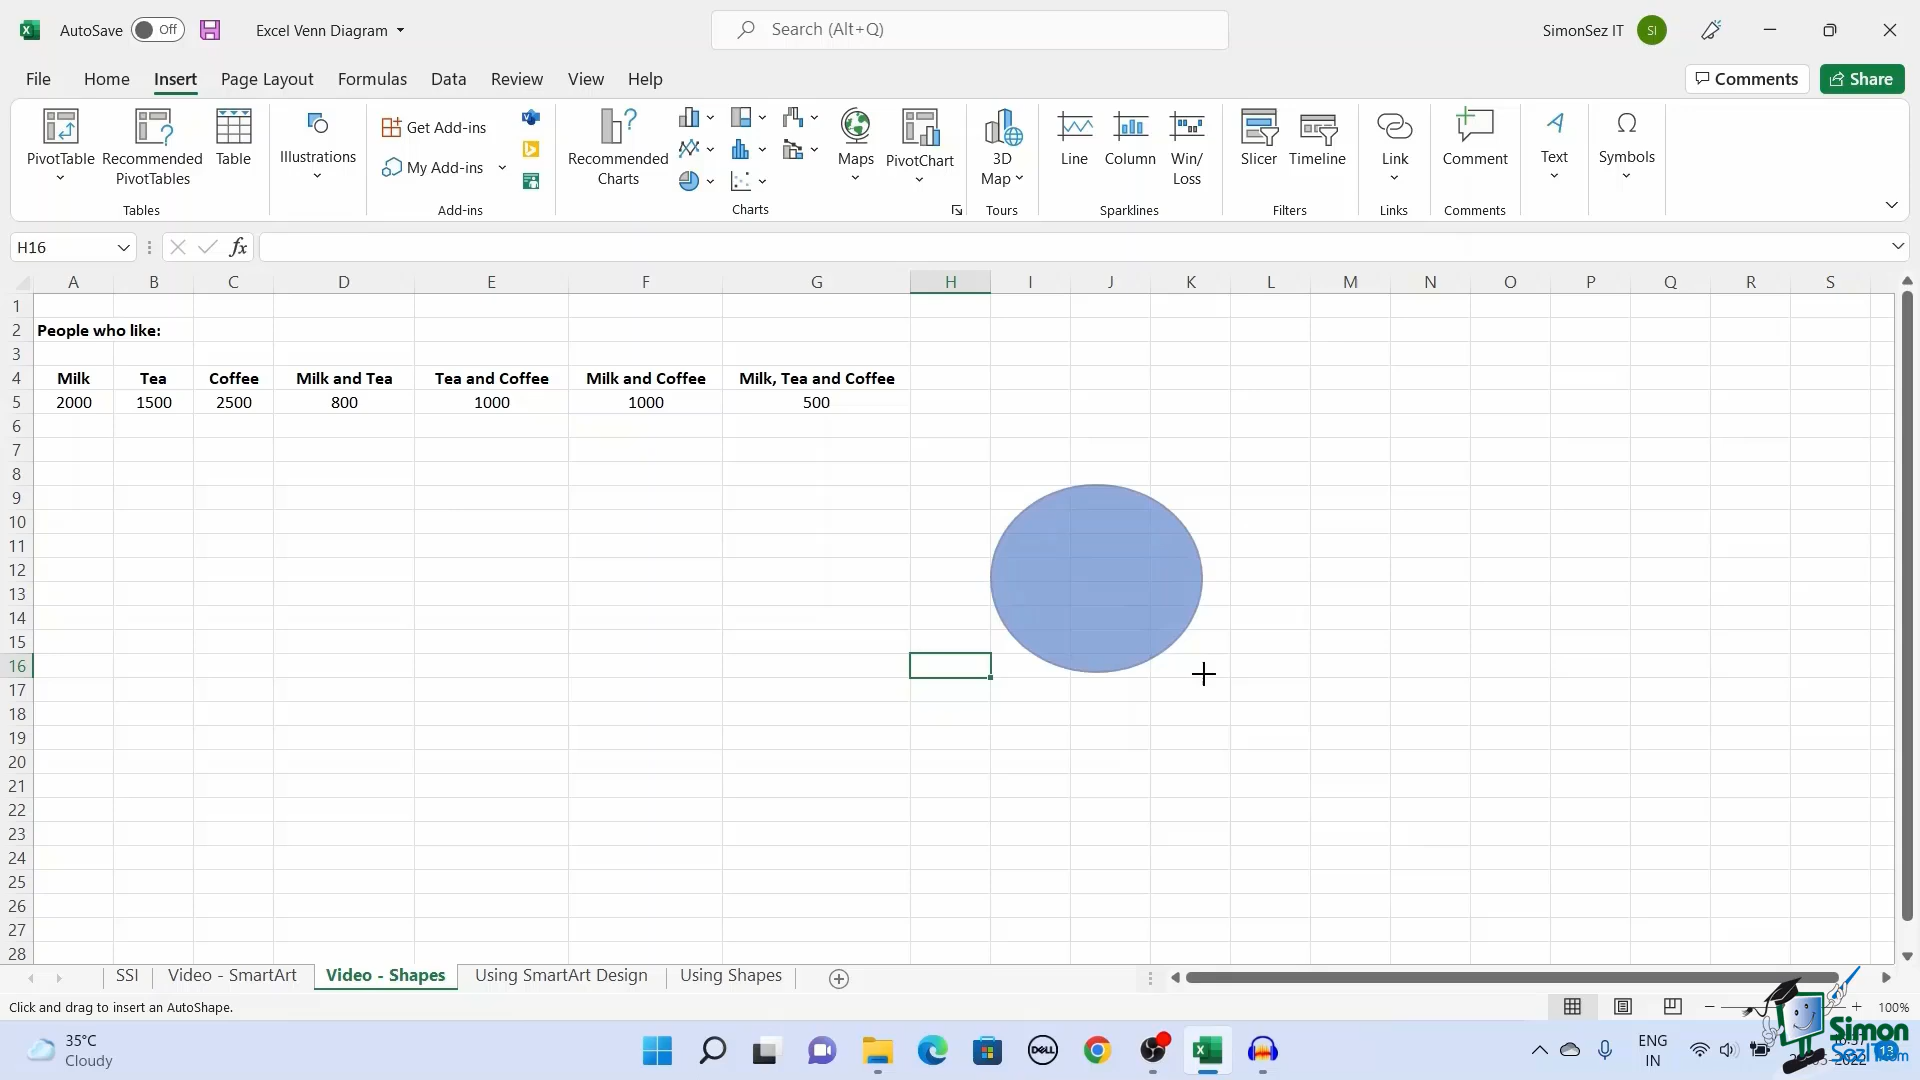 AutoSave Off Excel Venn Diagram Search (Alt+Q) SimonSez IT SI
File Home Insert Page Layout Formulas Data Review View Help Comments Share
PivotTable Recommended PivotTables Table Illustrations Get Add-ins My Add-ins Recommended Charts Maps PivotChart 3D Map Line Column Win/Loss Slicer Timeline Link Comment Text Symbols
Tables Add-ins Charts Tours Sparklines Filters Links Comments
H16 fx
A B C D E F G H I J K L M N O P Q R S
1
2 People who like:
3
4 Milk Tea Coffee Milk and Tea Tea and Coffee Milk and Coffee Milk, Tea and Coffee
5 2000 1500 2500 800 1000 1000 500
6
7
8
9
10
11
12
13
14
15
16
17
18
19
20
21
22
23
24
25
26
27
28
SSI Video - SmartArt Video - Shapes Using SmartArt Design Using Shapes
Click and drag to insert an AutoShape. 100%
35°C
Cloudy
DELL
ENG
IN
Simon
SezIT